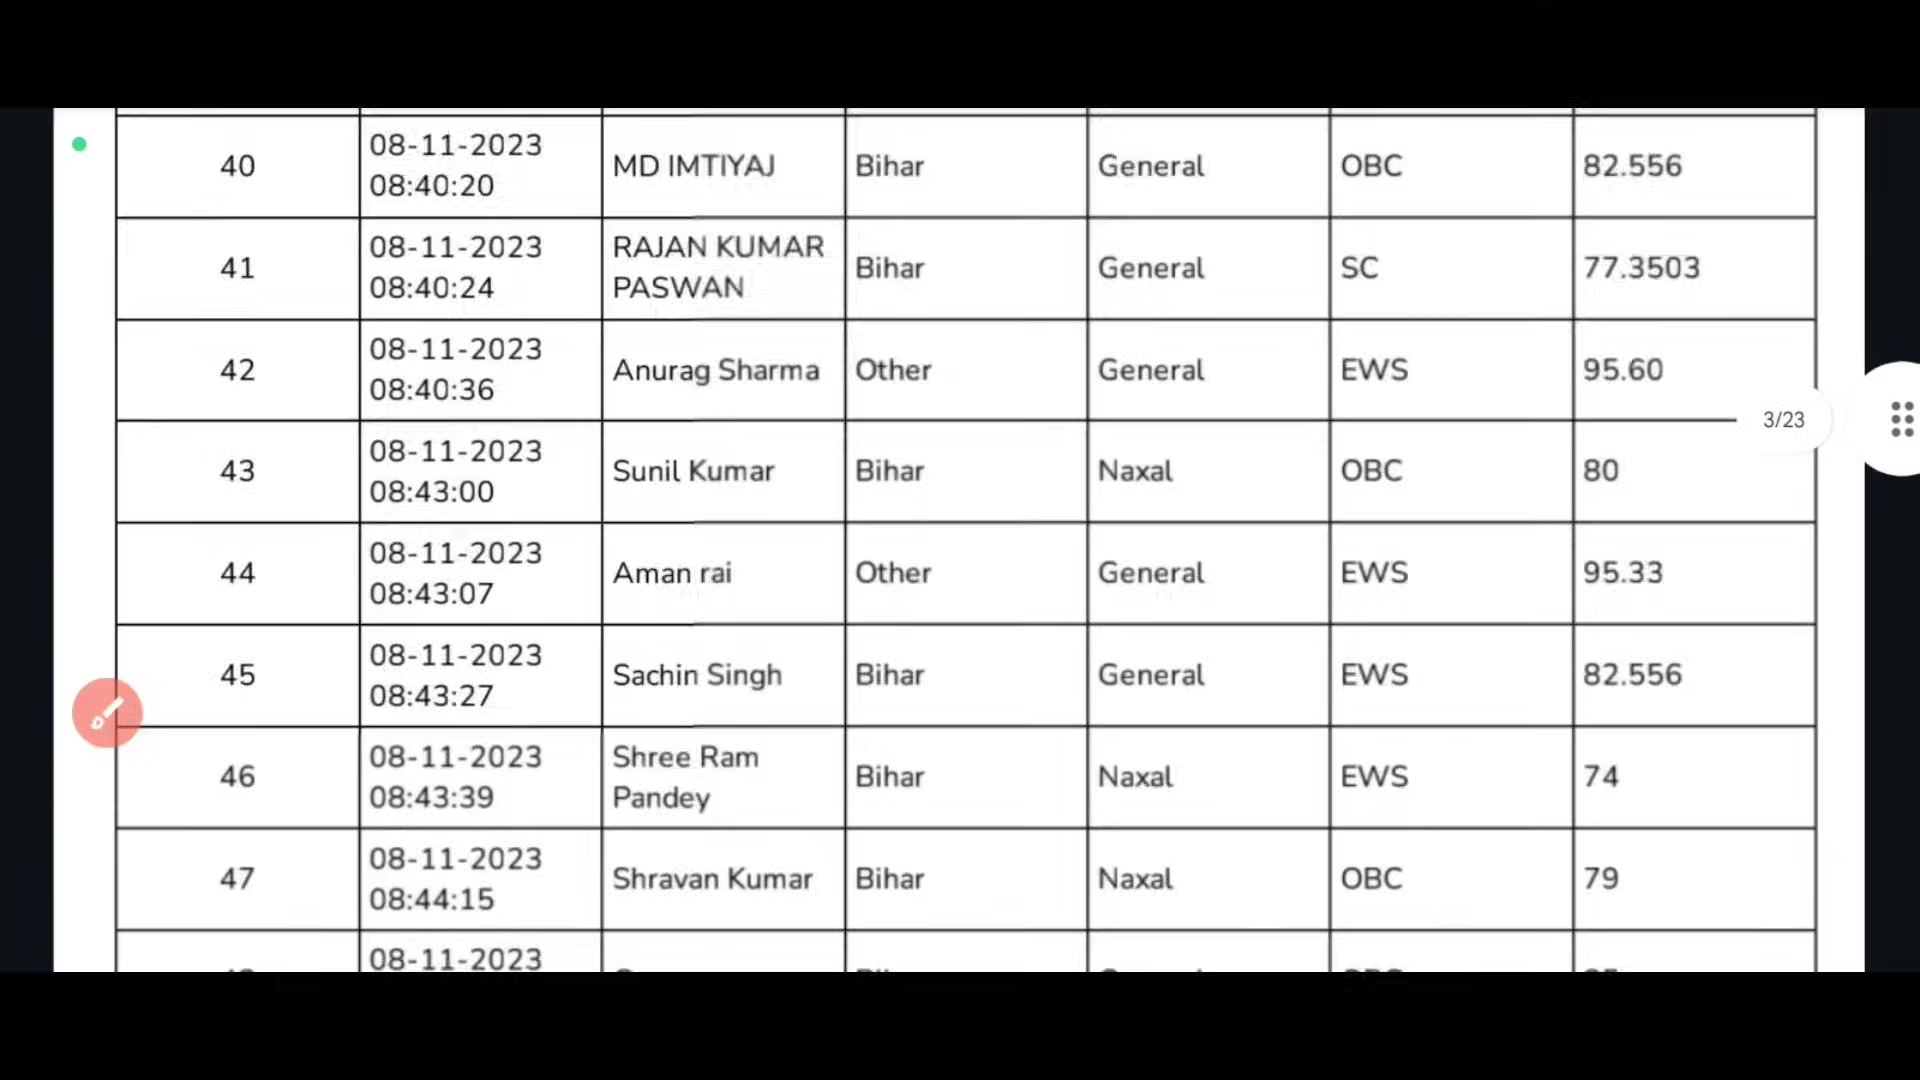 40 08-11-2023 08:40:20 MD IMTIYAJ Bihar General OBC 82.556
41 08-11-2023 08:40:24 RAJAN KUMAR PASWAN Bihar General SC 77.3503
42 08-11-2023 08:40:36 Anurag Sharma Other General EWS 95.60
3/23
43 08-11-2023 08:43:00 Sunil Kumar Bihar Naxal OBC 80
44 08-11-2023 08:43:07 Aman rai Other General EWS 95.33
45 08-11-2023 08:43:27 Sachin Singh Bihar General EWS 82.556
46 08-11-2023 08:43:39 Shree Ram Pandey Bihar Naxal EWS 74
47 08-11-2023 08:44:15 Shravan Kumar Bihar Naxal OBC 79
08-11-2023